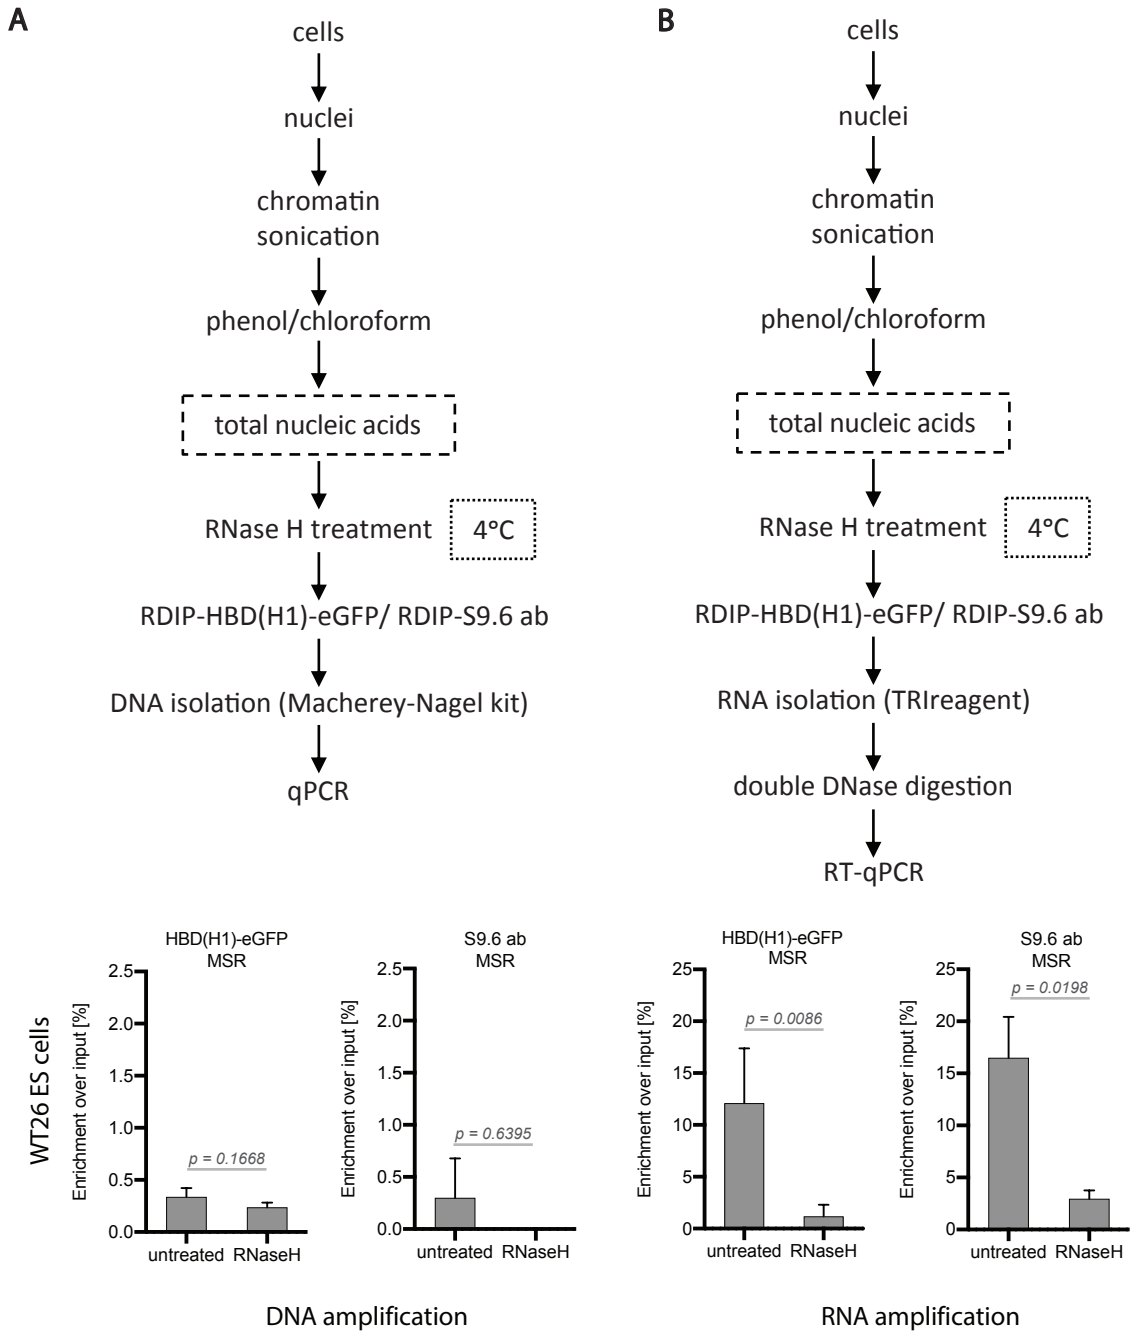 A
cells
nuclei
chromatin
sonication
phenol/chloroform
total nucleic acids
RNase H treatment
4°C
RDIP-HBD(H1)-eGFP/ RDIP-S9.6 ab
DNA isolation (Macherey-Nagel kit)
qPCR
B
cells
nuclei
chromatin
sonication
phenol/chloroform
total nucleic acids
RNase H treatment
4°C
RDIP-HBD(H1)-eGFP/ RDIP-S9.6 ab
RNA isolation (TRIreagent)
double DNase digestion
RT-qPCR
WT26 ES cells
HBD(H1)-eGFP
MSR
Enrichment over input [%]
2.5
2.0
1.5
1.0
0.5
0.0
p = 0.1668
untreated RNaseH
S9.6 ab
MSR
Enrichment over input [%]
2.5
2.0
1.5
1.0
0.5
0.0
p = 0.6395
untreated RNaseH
DNA amplification
HBD(H1)-eGFP
MSR
Enrichment over input [%]
25
20
15
10
5
0
p = 0.0086
untreated RNaseH
S9.6 ab
MSR
Enrichment over input [%]
25
20
15
10
5
0
p = 0.0198
untreated RNaseH
RNA amplification